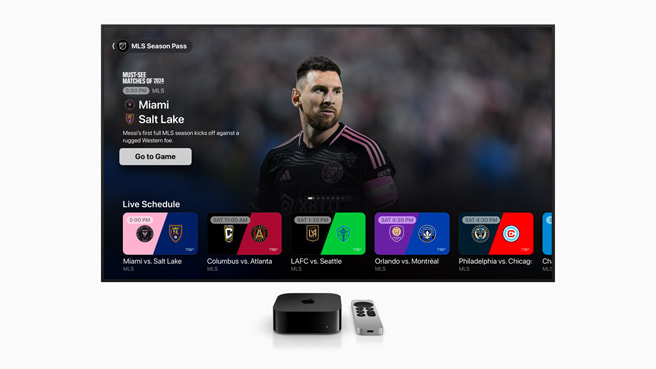 MLS Season Pass
MUST-SEE
MATCHES OF 2024
5:00 PM MLS
Miami
Salt Lake
Messi's first full MLS season kicks off against a
rugged Western foe.
Go to Game
Live Schedule
5:00 PM
SAT 11:00 AM
SAT 1:30 PM
SAT 4:30 PM
SAT 4:30 PM
Miami vs. Salt Lake
MLS
Columbus vs. Atlanta
MLS
LAFC vs. Seattle
MLS
Orlando vs. Montréal
MLS
Philadelphia vs. Chicag
MLS
Ch
MLS